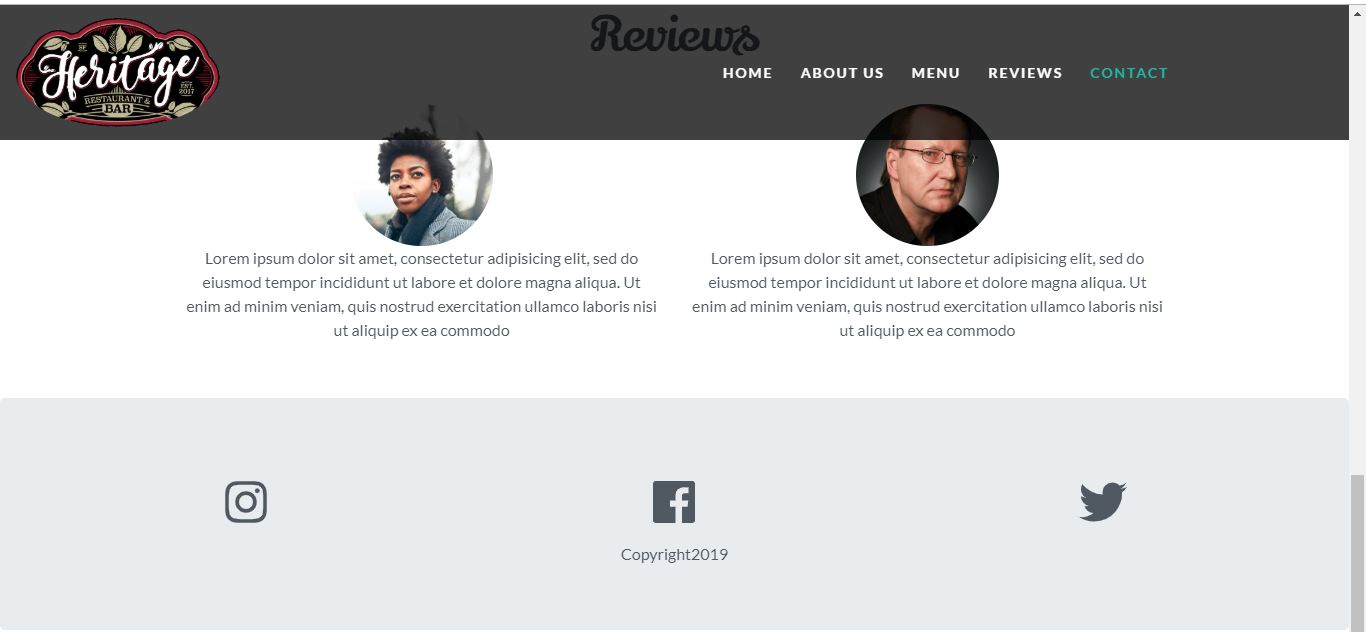 Reviews
SP
Heritage
RESTAURANT &
BAR
EST.
2017
HOME ABOUT US MENU REVIEWS CONTACT
Lorem ipsum dolor sit amet, consectetur adipisicing elit, sed do
eiusmod tempor incididunt ut labore et dolore magna aliqua. Ut
enim ad minim veniam, quis nostrud exercitation ullamco laboris nisi
ut aliquip ex ea commodo
Lorem ipsum dolor sit amet, consectetur adipisicing elit, sed do
eiusmod tempor incididunt ut labore et dolore magna aliqua. Ut
enim ad minim veniam, quis nostrud exercitation ullamco laboris nisi
ut aliquip ex ea commodo
Copyright2019